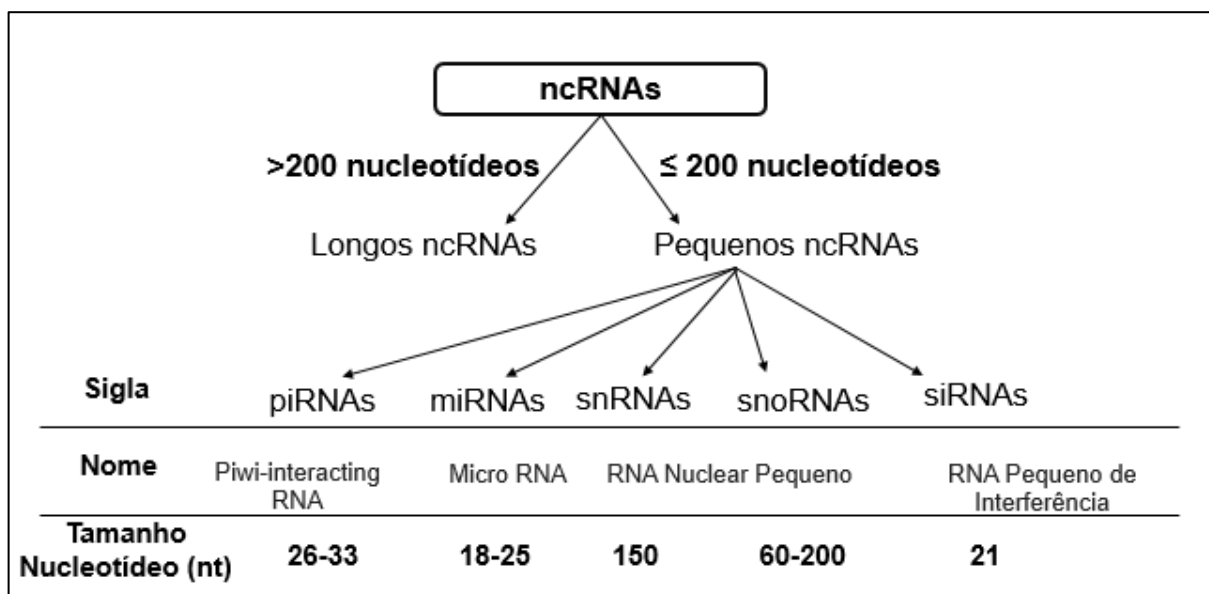 ncRNAs
>200 nucleotídeos ≤ 200 nucleotídeos
Longos ncRNAs Pequenos ncRNAs
Sigla piRNAs miRNAs snRNAs snoRNAs siRNAs
Nome Piwi-interacting RNA Micro RNA RNA Nuclear Pequeno RNA Pequeno de Interferência
Tamanho Nucleotídeo (nt) 26-33 18-25 150 60-200 21